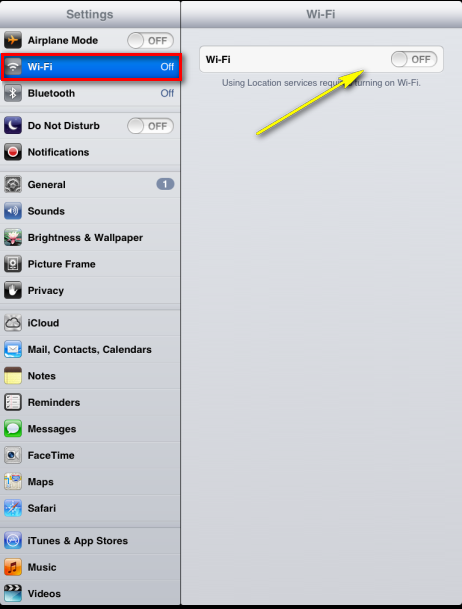 Settings
Airplane Mode OFF
Wi-Fi Off
Bluetooth Off
Do Not Disturb OFF
Notifications
General 1
Sounds
Brightness & Wallpaper
Picture Frame
Privacy
iCloud
Mail, Contacts, Calendars
Notes
Reminders
Messages
FaceTime
Maps
Safari
iTunes & App Stores
Music
Videos
Wi-Fi
Wi-Fi OFF
Using Location services requires turning on Wi-Fi.